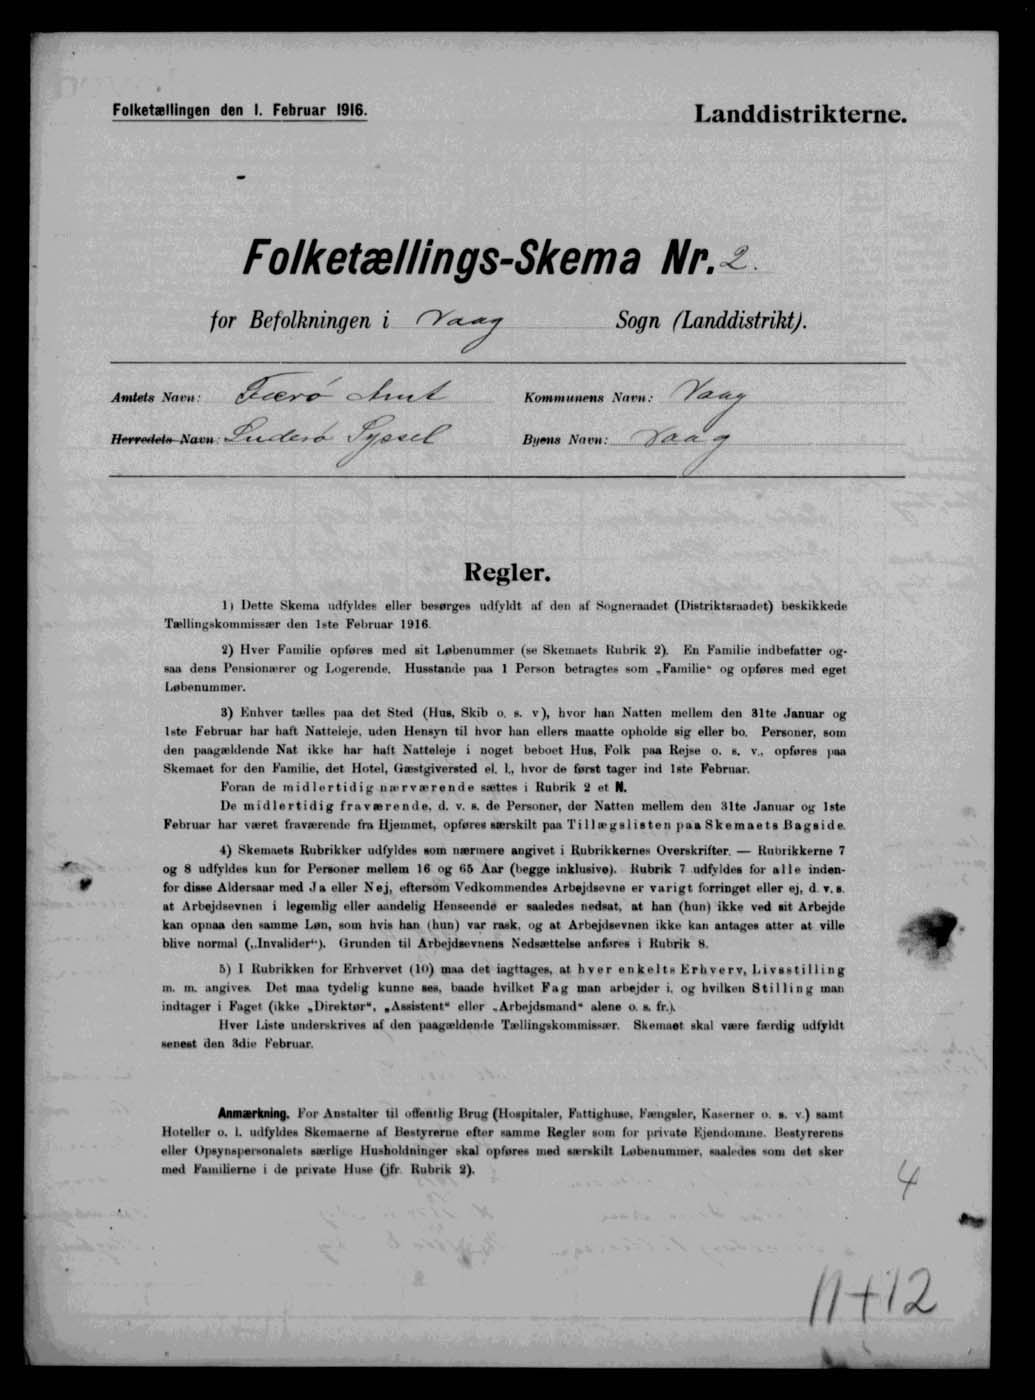 Folketællingen den 1. Februar 1916.
Landdistrikterne.
Folketællings-Skema Nr. 2.
for Befolkningen i Vaag Sogn (Landdistrikt).
Amtets Navn: Færø Amt Kommunens Navn: Vaag
Herredets Navn: Suderø Syssel Byens Navn: Vaag
Regler.
1) Dette Skema udfyldes eller besørges udfyldt af den af Sogneraadet (Distriktsraadet) beskikkede
Tællingskommissær den 1ste Februar 1916.
2) Hver Familie opføres med sit Løbenummer (se Skemaets Rubrik 2). En Familie indbefatter og-
saa dens Pensionærer og Logerende. Husstande paa 1 Person betragtes som „Familie“ og opføres med eget
Løbenummer.
3) Enhver tælles paa det Sted (Hus, Skib o. s. v), hvor han Natten mellem den 31te Januar og
1ste Februar har haft Natteleje, uden Hensyn til hvor han ellers maatte opholde sig eller bo. Personer, som
den paagældende Nat ikke har haft Natteleje i noget beboet Hus, Folk paa Rejse o. s. v., opføres paa
Skemaet for den Familie, det Hotel, Gæstgiversted el. l., hvor de først tager ind 1ste Februar.
Foran de midlertidig nærværende sættes i Rubrik 2 et N.
De midlertidig fraværende, d. v. s. de Personer, der Natten mellem den 31te Januar og 1ste
Februar har været fraværende fra Hjemmet, opføres særskilt paa Tillægslisten paa Skemaets Bagside.
4) Skemaets Rubrikker udfyldes som nærmere angivet i Rubrikkernes Overskrifter. — Rubrikkerne 7
og 8 udfyldes kun for Personer mellem 16 og 65 Aar (begge inklusive). Rubrik 7 udfyldes for alle inden-
for disse Aldersaar med Ja eller Nej, eftersom Vedkommendes Arbejdsevne er varigt forringet eller ej, d. v. s.
at Arbejdsevnen i legemlig eller aandelig Henseende er saaledes nedsat, at han (hun) ikke ved sit Arbejde
kan opnaa den samme Løn, som hvis han (hun) var rask, og at Arbejdsevnen ikke kan antages atter at ville
blive normal („Invalider“). Grunden til Arbejdsevnens Nedsættelse anføres i Rubrik 8.
5) I Rubrikken for Erhvervet (10) maa det iagttages, at hver enkelts Erhverv, Livsstilling
m. m. angives. Det maa tydelig kunne ses, baade hvilket Fag man arbejder i, og hvilken Stilling man
indtager i Faget (ikke „Direktør“, „Assistent“ eller „Arbejdsmand“ alene o. s. fr.).
Hver Liste underskrives af den paagældende Tællingskommissær. Skemaet skal være færdig udfyldt
senest den 3die Februar.
Anmærkning. For Anstalter til offentlig Brug (Hospitaler, Fattighuse, Fængsler, Kaserner o. s. v.) samt
Hoteller o. l. udfyldes Skemaerne af Bestyrerne efter samme Regler som for private Ejendomme. Bestyrerens
eller Opsynspersonalets særlige Husholdninger skal opføres med særskilt Løbenummer, saaledes som det sker
med Familierne i de private Huse (jfr. Rubrik 2).
4
11+12